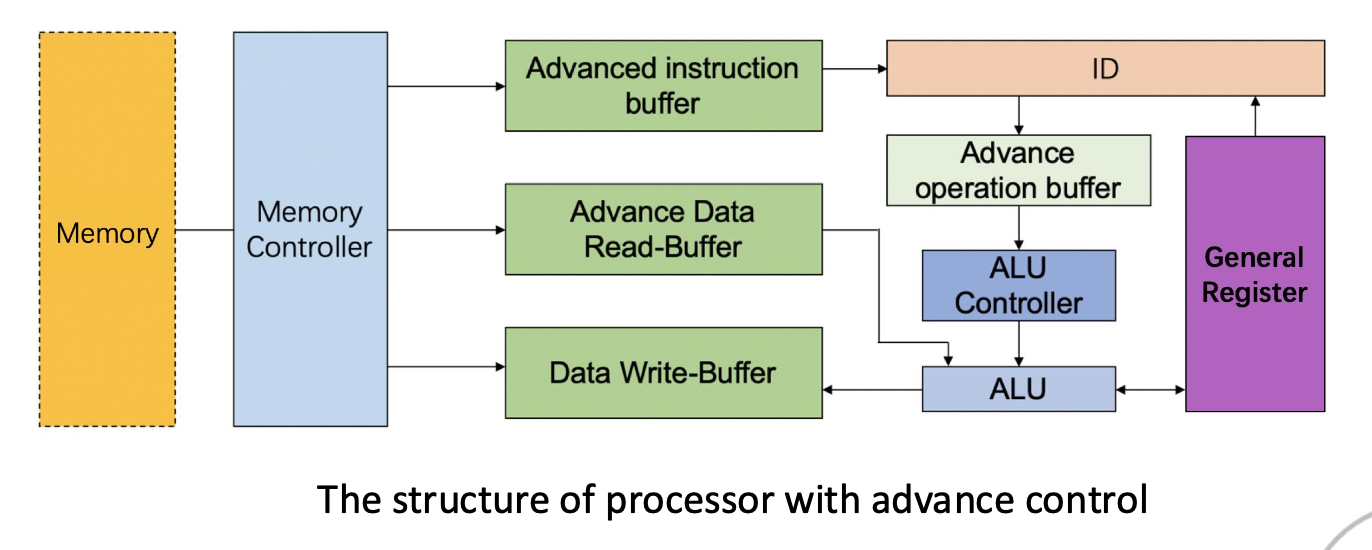 Memory
Memory
Controller
Advanced instruction
buffer
Advance Data
Read-Buffer
Data Write-Buffer
ID
Advance
operation buffer
ALU
Controller
ALU
General
Register
The structure of processor with advance control